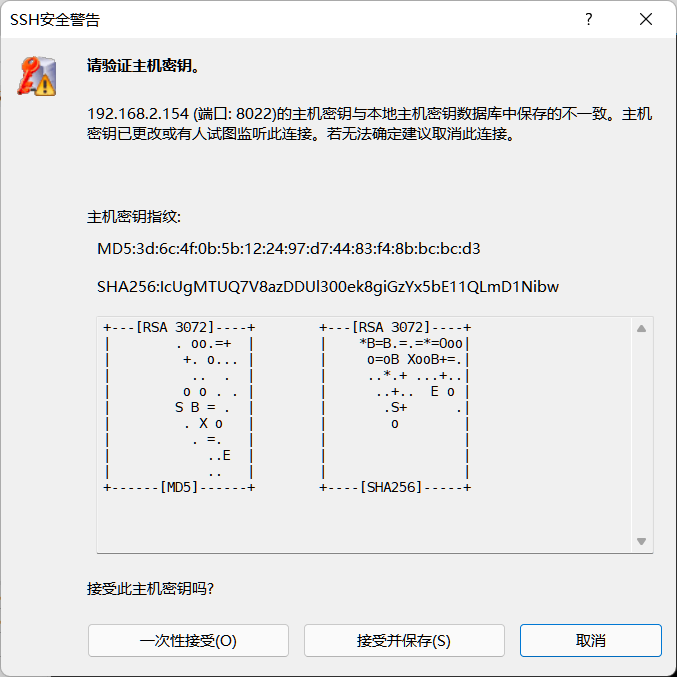 SSH安全警告
请验证主机密钥。
192.168.2.154 (端口: 8022)的主机密钥与本地主机密钥数据库中保存的不一致。主机
密钥已更改或有人试图监听此连接。若无法确定建议取消此连接。
主机密钥指纹:
MD5:3d:6c:4f:0b:5b:12:24:97:d7:44:83:f4:8b:bc:bc:d3
SHA256:IcUgMTUQ7V8azDDUl300ek8giGzYx5bE11QLmD1Nibw
+---[RSA 3072]----+        +---[RSA 3072]----+
|        . oo.=+  |        |    *B=B.=.=*=Ooo|
|         +. o... |        |     o=oB XooB+=.|
|          ..  .  |        |     ..*.+ ...+..|
|         o o . . |        |      ..+..  E o |
|        S B = .  |        |       .S+      .|
|         . X o   |        |        o        |
|          . =.   |        |                 |
|            ..E  |        |                 |
|            ..   |        |                 |
+------[MD5]------+        +----[SHA256]-----+
接受此主机密钥吗?
一次性接受(O)
接受并保存(S)
取消